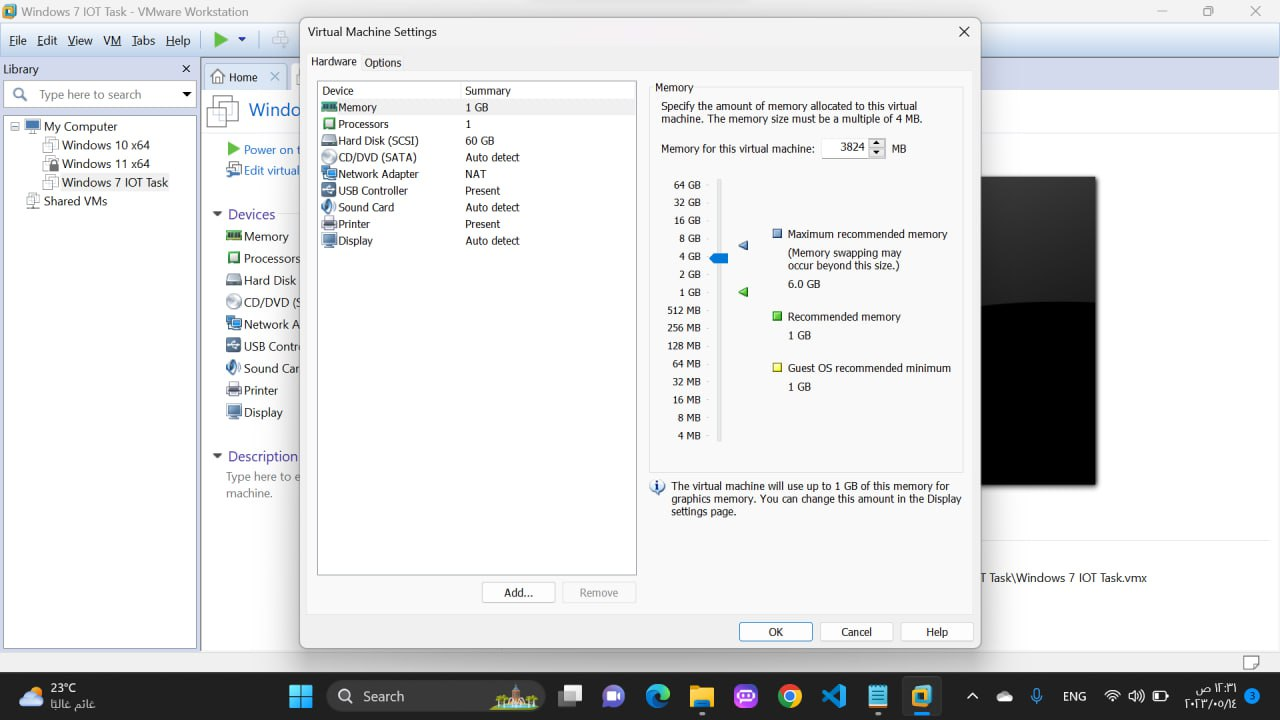 Windows 7 IOT Task - VMware Workstation
File Edit View VM Tabs Help
Library
Type here to search
My Computer
Windows 10 x64
Windows 11 x64
Windows 7 IOT Task
Shared VMs
Home
Windo
Power on t
Edit virtual
Devices
Memory
Processors
Hard Disk
CD/DVD (S
Network A
USB Contr
Sound Car
Printer
Display
Description
Type here to e
machine.
Virtual Machine Settings
Hardware Options
Device Summary
Memory 1 GB
Processors 1
Hard Disk (SCSI) 60 GB
CD/DVD (SATA) Auto detect
Network Adapter NAT
USB Controller Present
Sound Card Auto detect
Printer Present
Display Auto detect
Add... Remove
Memory
Specify the amount of memory allocated to this virtual
machine. The memory size must be a multiple of 4 MB.
Memory for this virtual machine: 3824 MB
64 GB
32 GB
16 GB
8 GB
4 GB
2 GB
1 GB
512 MB
256 MB
128 MB
64 MB
32 MB
16 MB
8 MB
4 MB
Maximum recommended memory
(Memory swapping may
occur beyond this size.)
6.0 GB
Recommended memory
1 GB
Guest OS recommended minimum
1 GB
The virtual machine will use up to 1 GB of this memory for
graphics memory. You can change this amount in the Display
settings page.
OK Cancel Help
T Task\Windows 7 IOT Task.vmx
23°C
غائم غالبًا
Search
ENG
١٢:٣١ ص
٢٠٢٣/٠٥/١٤
3